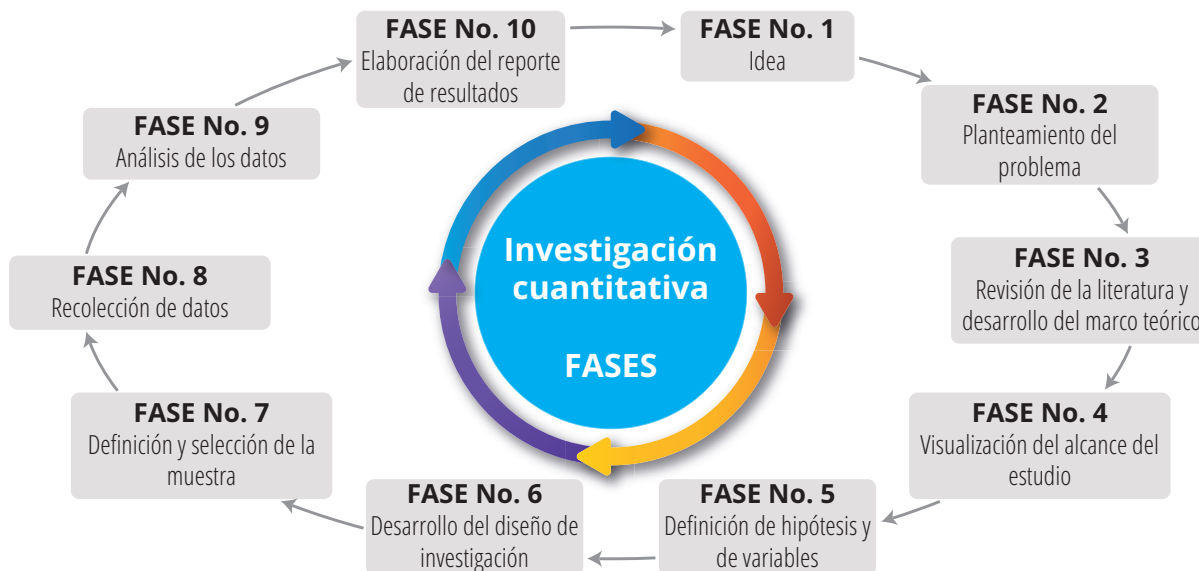 FASE No. 10
Elaboración del reporte
de resultados
FASE No. 1
Idea
FASE No. 2
Planteamiento del
problema
FASE No. 3
Revisión de la literatura y
desarrollo del marco teórico
FASE No. 4
Visualización del alcance del
estudio
FASE No. 5
Definición de hipótesis y
de variables
FASE No. 6
Desarrollo del diseño de
investigación
FASE No. 7
Definición y selección de la
muestra
FASE No. 8
Recolección de datos
FASE No. 9
Análisis de los datos
Investigación
cuantitativa
FASES